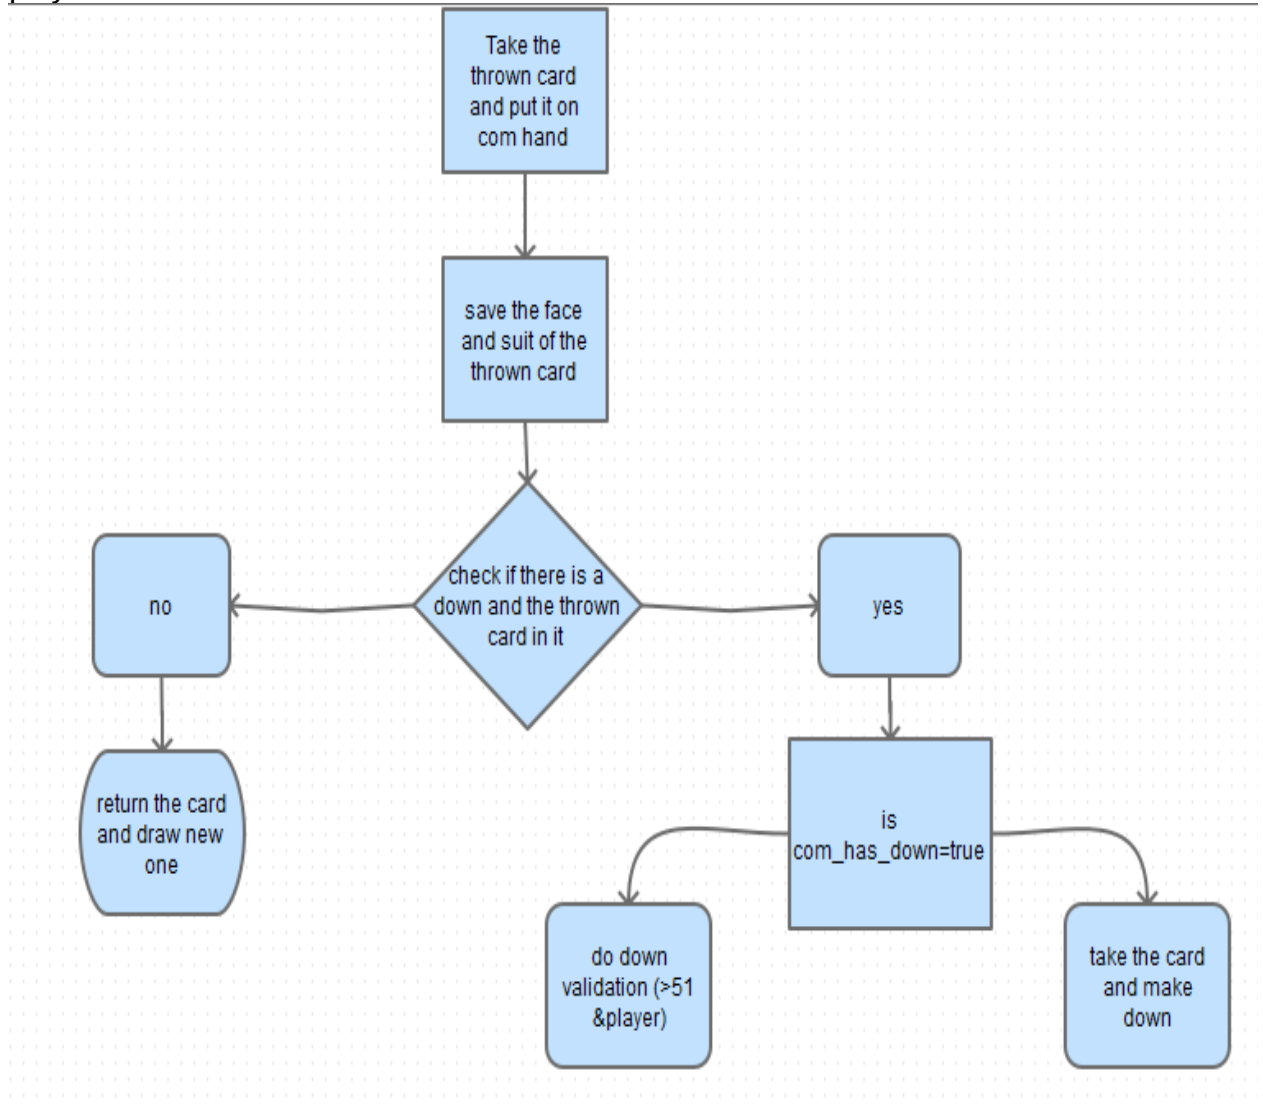 Take the
thrown card
and put it on
com hand
save the face
and suit of the
thrown card
check if there is a
down and the thrown
card in it
no
yes
return the card
and draw new
one
is
com_has_down=true
do down
validation (>51
&player)
take the card
and make
down